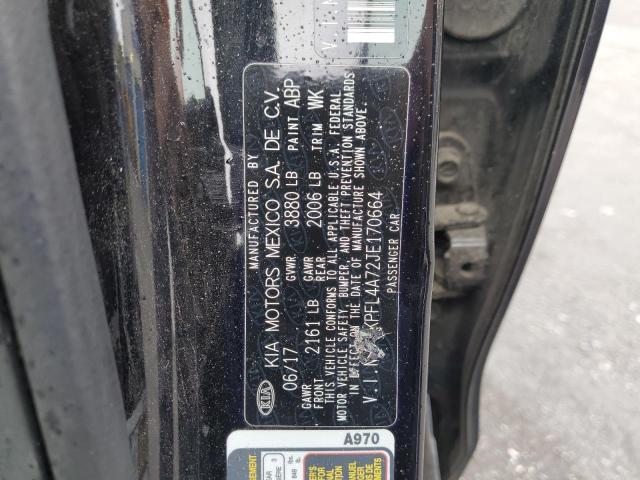 KIA
MANUFACTURED BY
KIA MOTORS MEXICO S.A. DE C.V.
06/17 GVWR 3880 LB PAINT ABP
GAWR FRONT 2161 LB GAWR REAR 2006 LB TRIM WK
THIS VEHICLE CONFORMS TO ALL APPLICABLE U.S.A. FEDERAL
MOTOR VEHICLE SAFETY, BUMPER, AND THEFT PREVENTION STANDARDS
IN EFFECT ON THE DATE OF MANUFACTURE SHOWN ABOVE.
V.I.N KPFL4A72JE170664
PASSENGER CAR
V.I.N
A970